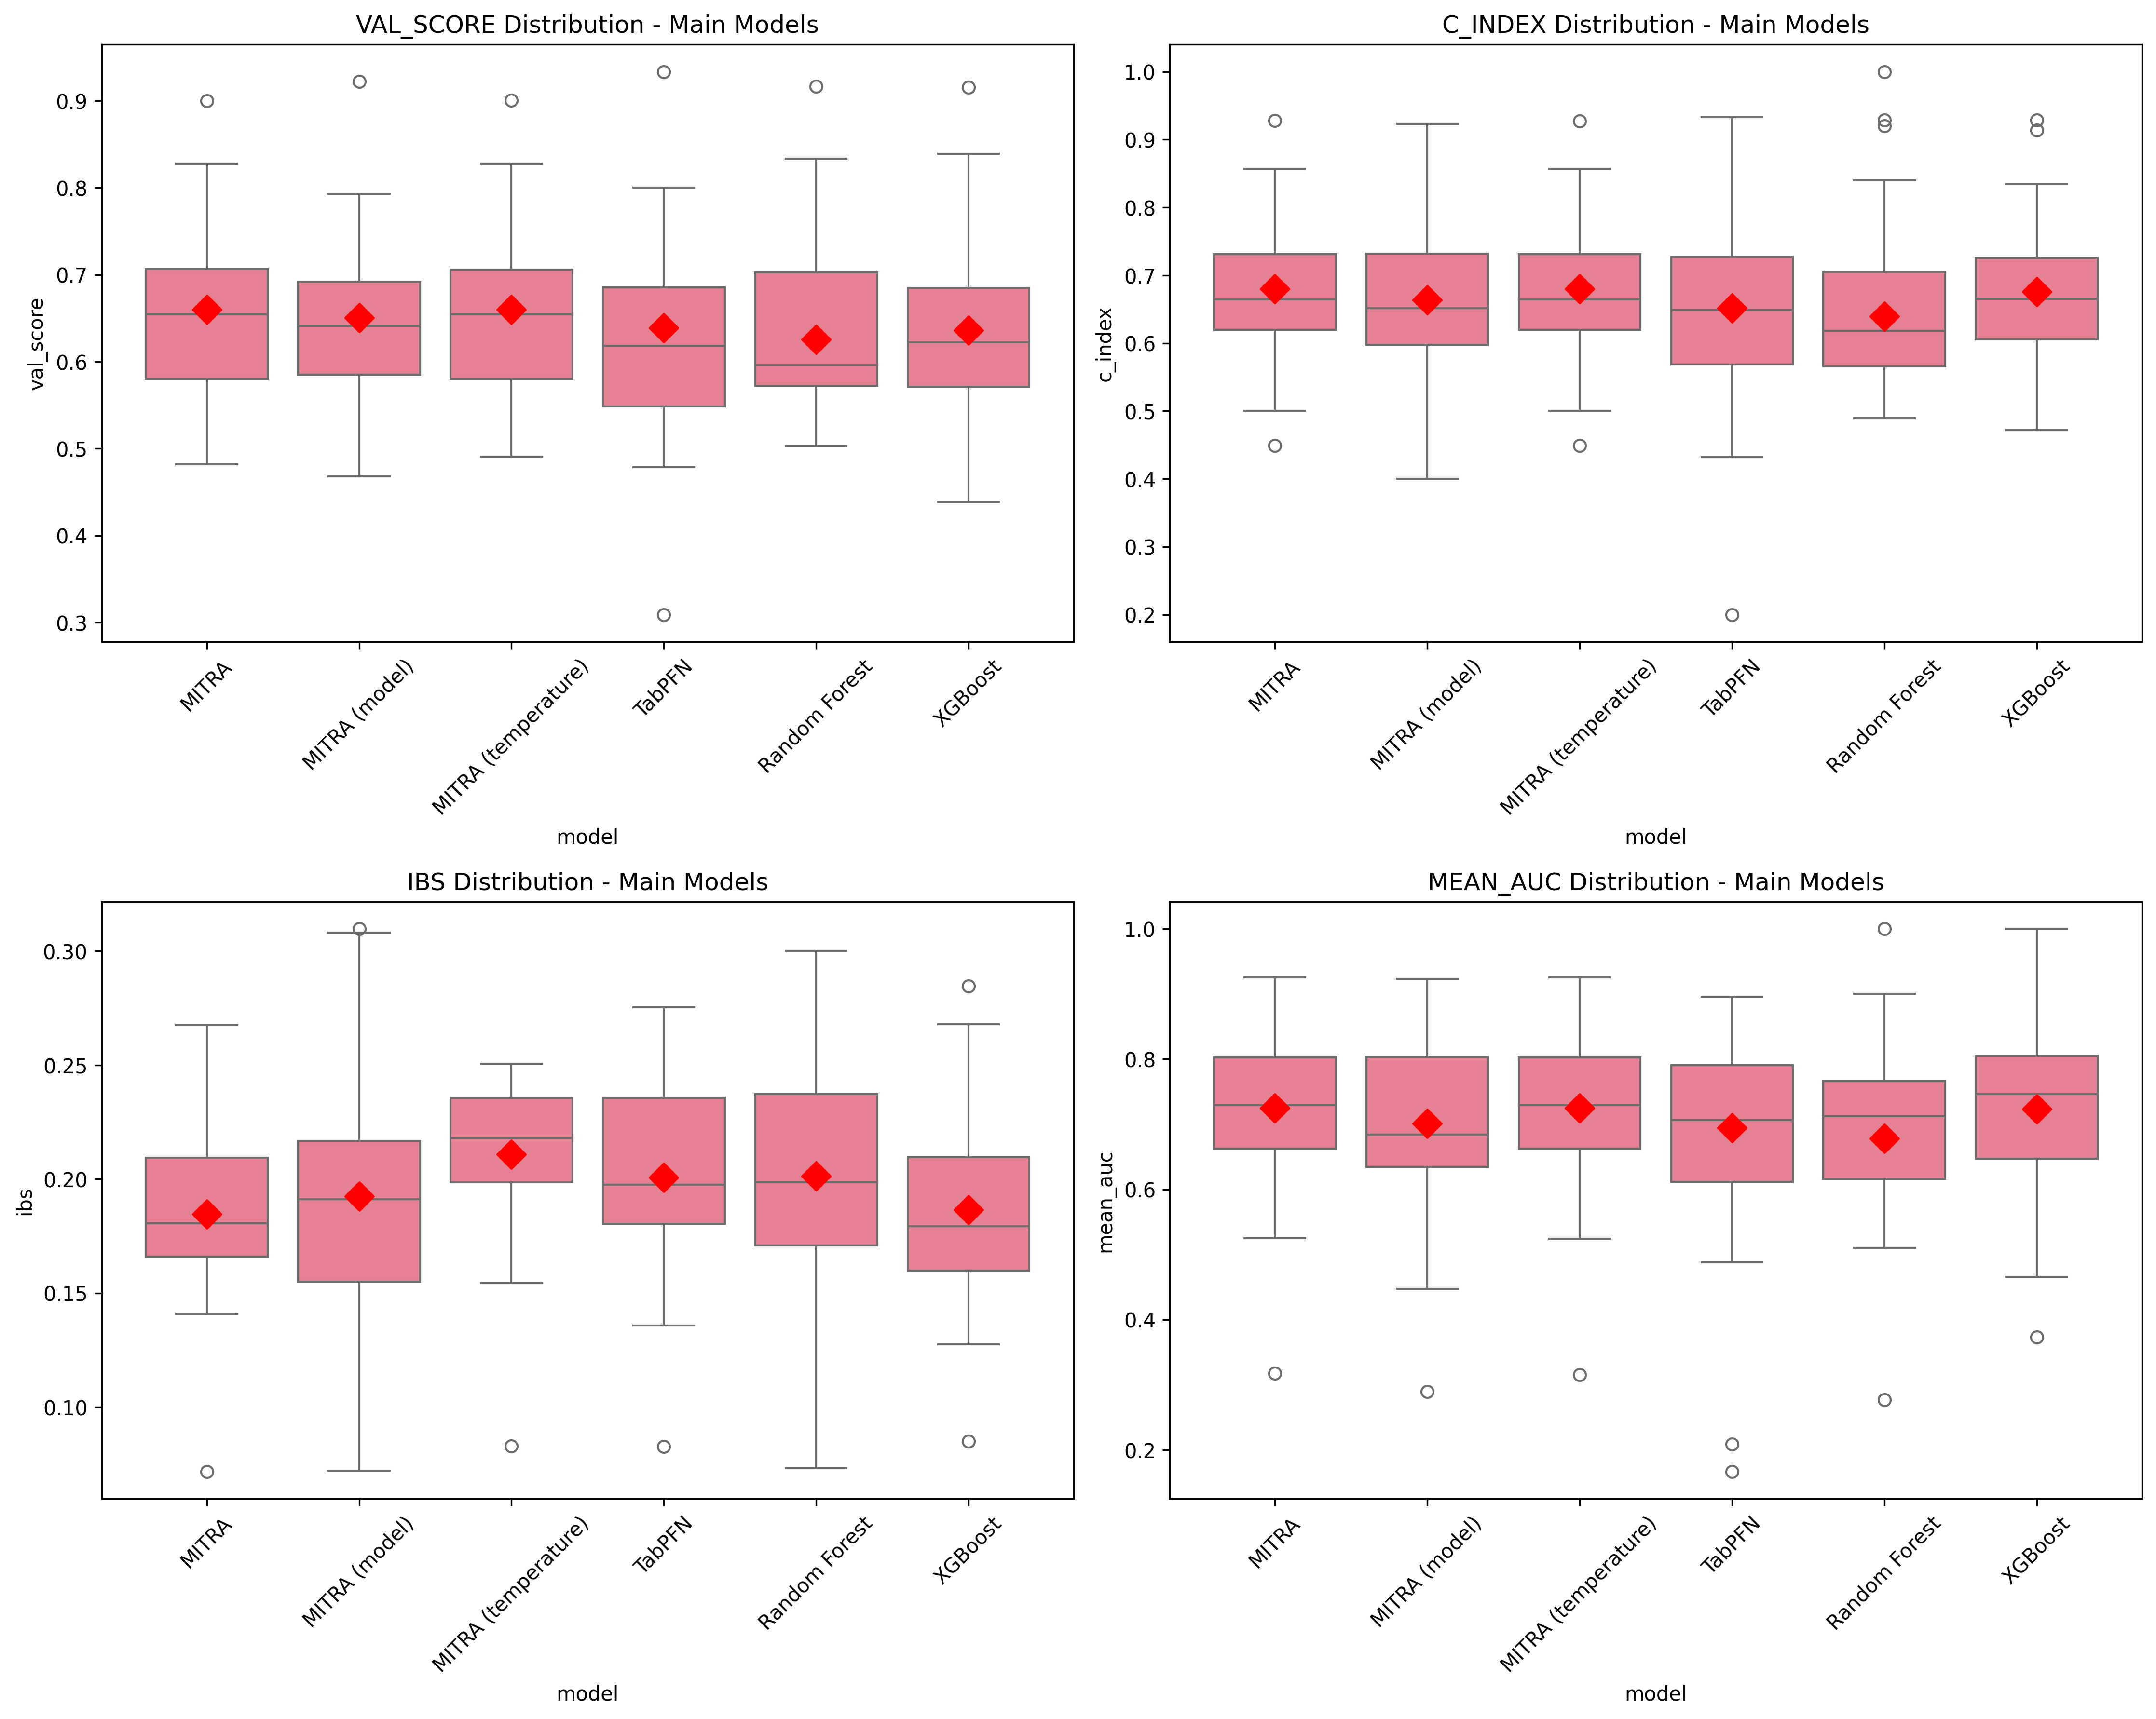 VAL_SCORE Distribution - Main Models
val_score
0.9
0.8
0.7
0.6
0.5
0.4
0.3
MITRA
MITRA (model)
MITRA (temperature)
TabPFN
Random Forest
XGBoost
model
C_INDEX Distribution - Main Models
c_index
1.0
0.9
0.8
0.7
0.6
0.5
0.4
0.3
0.2
MITRA
MITRA (model)
MITRA (temperature)
TabPFN
Random Forest
XGBoost
model
IBS Distribution - Main Models
ibs
0.30
0.25
0.20
0.15
0.10
MITRA
MITRA (model)
MITRA (temperature)
TabPFN
Random Forest
XGBoost
model
MEAN_AUC Distribution - Main Models
mean_auc
1.0
0.8
0.6
0.4
0.2
MITRA
MITRA (model)
MITRA (temperature)
TabPFN
Random Forest
XGBoost
model